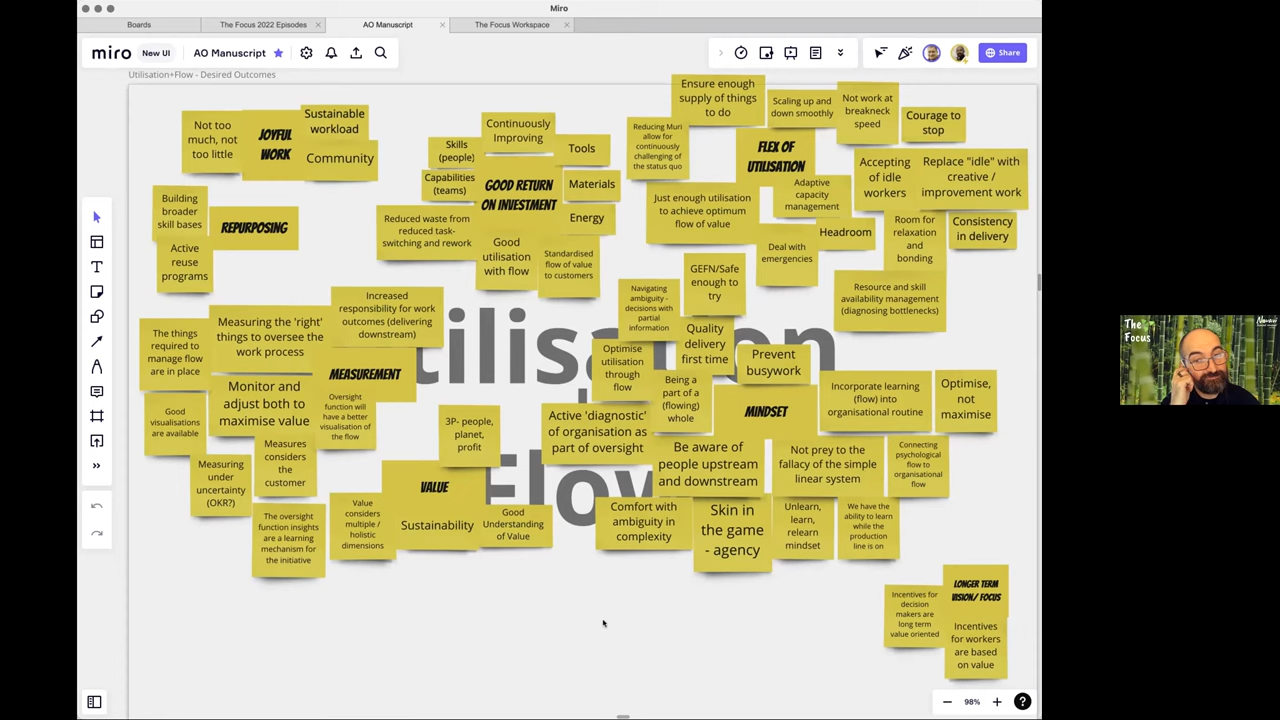 Miro
Boards
The Focus 2022 Episodes
AO Manuscript
The Focus Workspace
miro
New UI
AO Manuscript
Share
Utilisation+Flow - Desired Outcomes
Not too
much, not
too little
JOYFUL
WORK
Sustainable
workload
Community
Building
broader
skill bases
REPURPOSING
Active
reuse
programs
Skills
(people)
Continuously
Improving
Tools
Capabilities
(teams)
GOOD RETURN
ON INVESTMENT
Materials
Energy
Reduced waste from
reduced task-
switching and rework
Good
utilisation
with flow
Standardised
flow of value
to customers
Ensure enough
supply of things
to do
Scaling up and
down smoothly
Not work at
breakneck
speed
Courage to
stop
Reducing Muri
allow for
continuously
challenging of
the status quo
FLEX OF
UTILISATION
Accepting
of idle
workers
Replace "idle" with
creative /
improvement work
Just enough utilisation
to achieve optimum
flow of value
Adaptive
capacity
management
Headroom
Room for
relaxation
and
bonding
Consistency
in delivery
Deal with
emergencies
Resource and skill
availability management
(diagnosing bottlenecks)
GEFN/Safe
enough to
try
Navigating
ambiguity -
decisions with
partial
information
Quality
delivery
first time
Prevent
busywork
Optimise
utilisation
through
flow
Being a
part of a
(flowing)
whole
MINDSET
Incorporate learning
(flow) into
organisational routine
Optimise,
not
maximise
Active 'diagnostic'
of organisation as
part of oversight
Be aware of
people upstream
and downstream
Not prey to the
fallacy of the simple
linear system
Connecting
psychological
flow to
organisational
flow
Comfort with
ambiguity in
complexity
Skin in
the game
- agency
Unlearn,
learn,
relearn
mindset
We have the
ability to learn
while the
production
line is on
The things
required to
manage flow
are in place
Measuring the 'right'
things to oversee the
work process
Increased
responsibility for work
outcomes (delivering
downstream)
MEASUREMENT
Monitor and
adjust both to
maximise value
Oversight
function will
have a better
visualisation of
the flow
Good
visualisations
are available
Measures
considers
the
customer
Measuring
under
uncertainty
(OKR?)
The oversight
function insights
are a learning
mechanism for
the initiative
3P- people,
planet,
profit
VALUE
Value
considers
multiple /
holistic
dimensions
Sustainability
Good
Understanding
of Value
Incentives for
decision
makers are
long term
value oriented
LONGER TERM
VISION/ FOCUS
Incentives
for workers
are based
on value
tilisation
Flow
98%
The
Focus